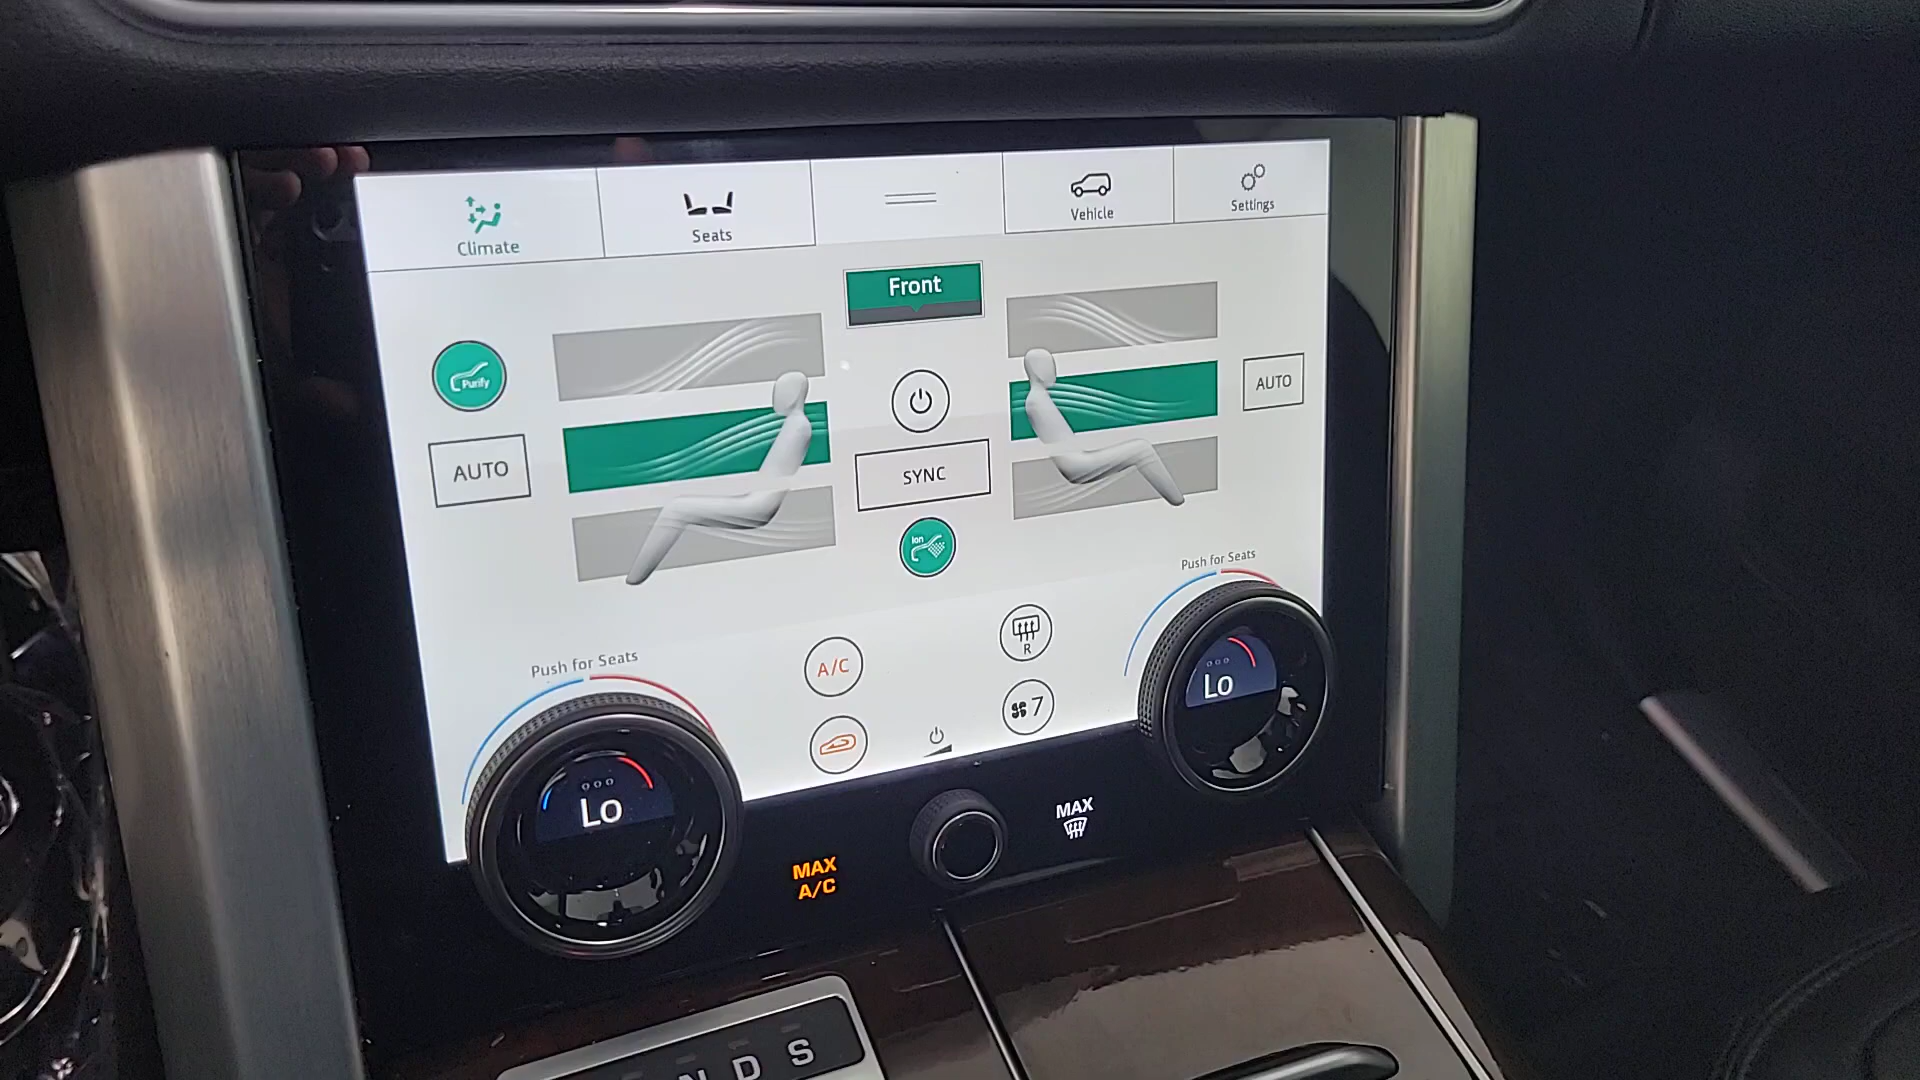 Climate
Seats
Vehicle
Settings
Front
Purify
AUTO
AUTO
SYNC
Ion
Push for Seats
Push for Seats
A/C
R
7
Lo
Lo
MAX
A/C
MAX
N D S